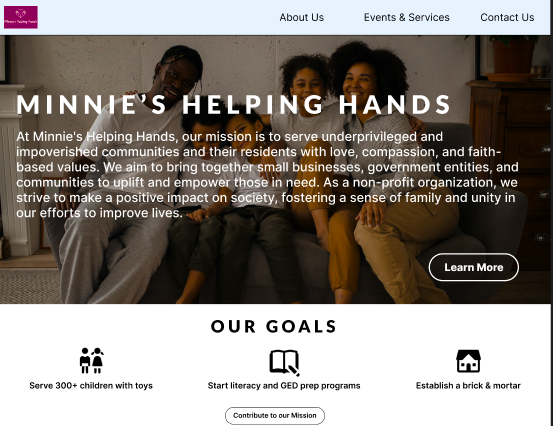 About Us Events & Services Contact Us
MINNIE'S HELPING HANDS
At Minnie's Helping Hands, our mission is to serve underprivileged and
impoverished communities and their residents with love, compassion, and faith-
based values. We aim to bring together small businesses, government entities, and
communities to uplift and empower those in need. As a non-profit organization, we
strive to make a positive impact on society, fostering a sense of family and unity in
our efforts to improve lives.
Learn More
OUR GOALS
Serve 300+ children with toys Start literacy and GED prep programs Establish a brick & mortar
Contribute to our Mission